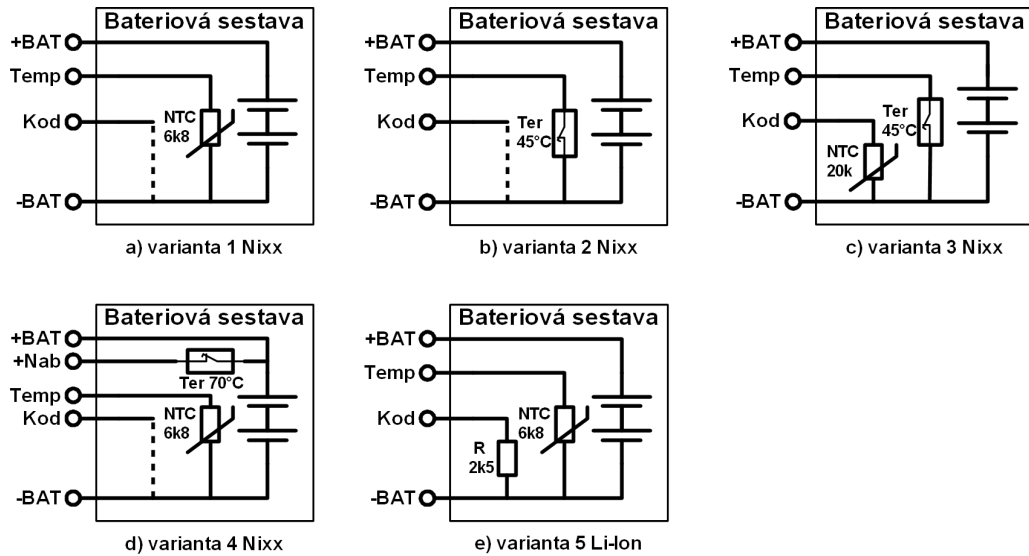 Bateriová sestava
+BAT
Temp
Kod
-BAT
NTC
6k8
a) varianta 1 Nixx
Bateriová sestava
+BAT
Temp
Kod
-BAT
Ter
45°C
b) varianta 2 Nixx
Bateriová sestava
+BAT
Temp
Kod
-BAT
Ter
45°C
NTC
20k
c) varianta 3 Nixx
Bateriová sestava
+BAT
+Nab
Temp
Kod
-BAT
Ter 70°C
NTC
6k8
d) varianta 4 Nixx
Bateriová sestava
+BAT
Temp
Kod
-BAT
NTC
6k8
R
2k5
e) varianta 5 Li-Ion